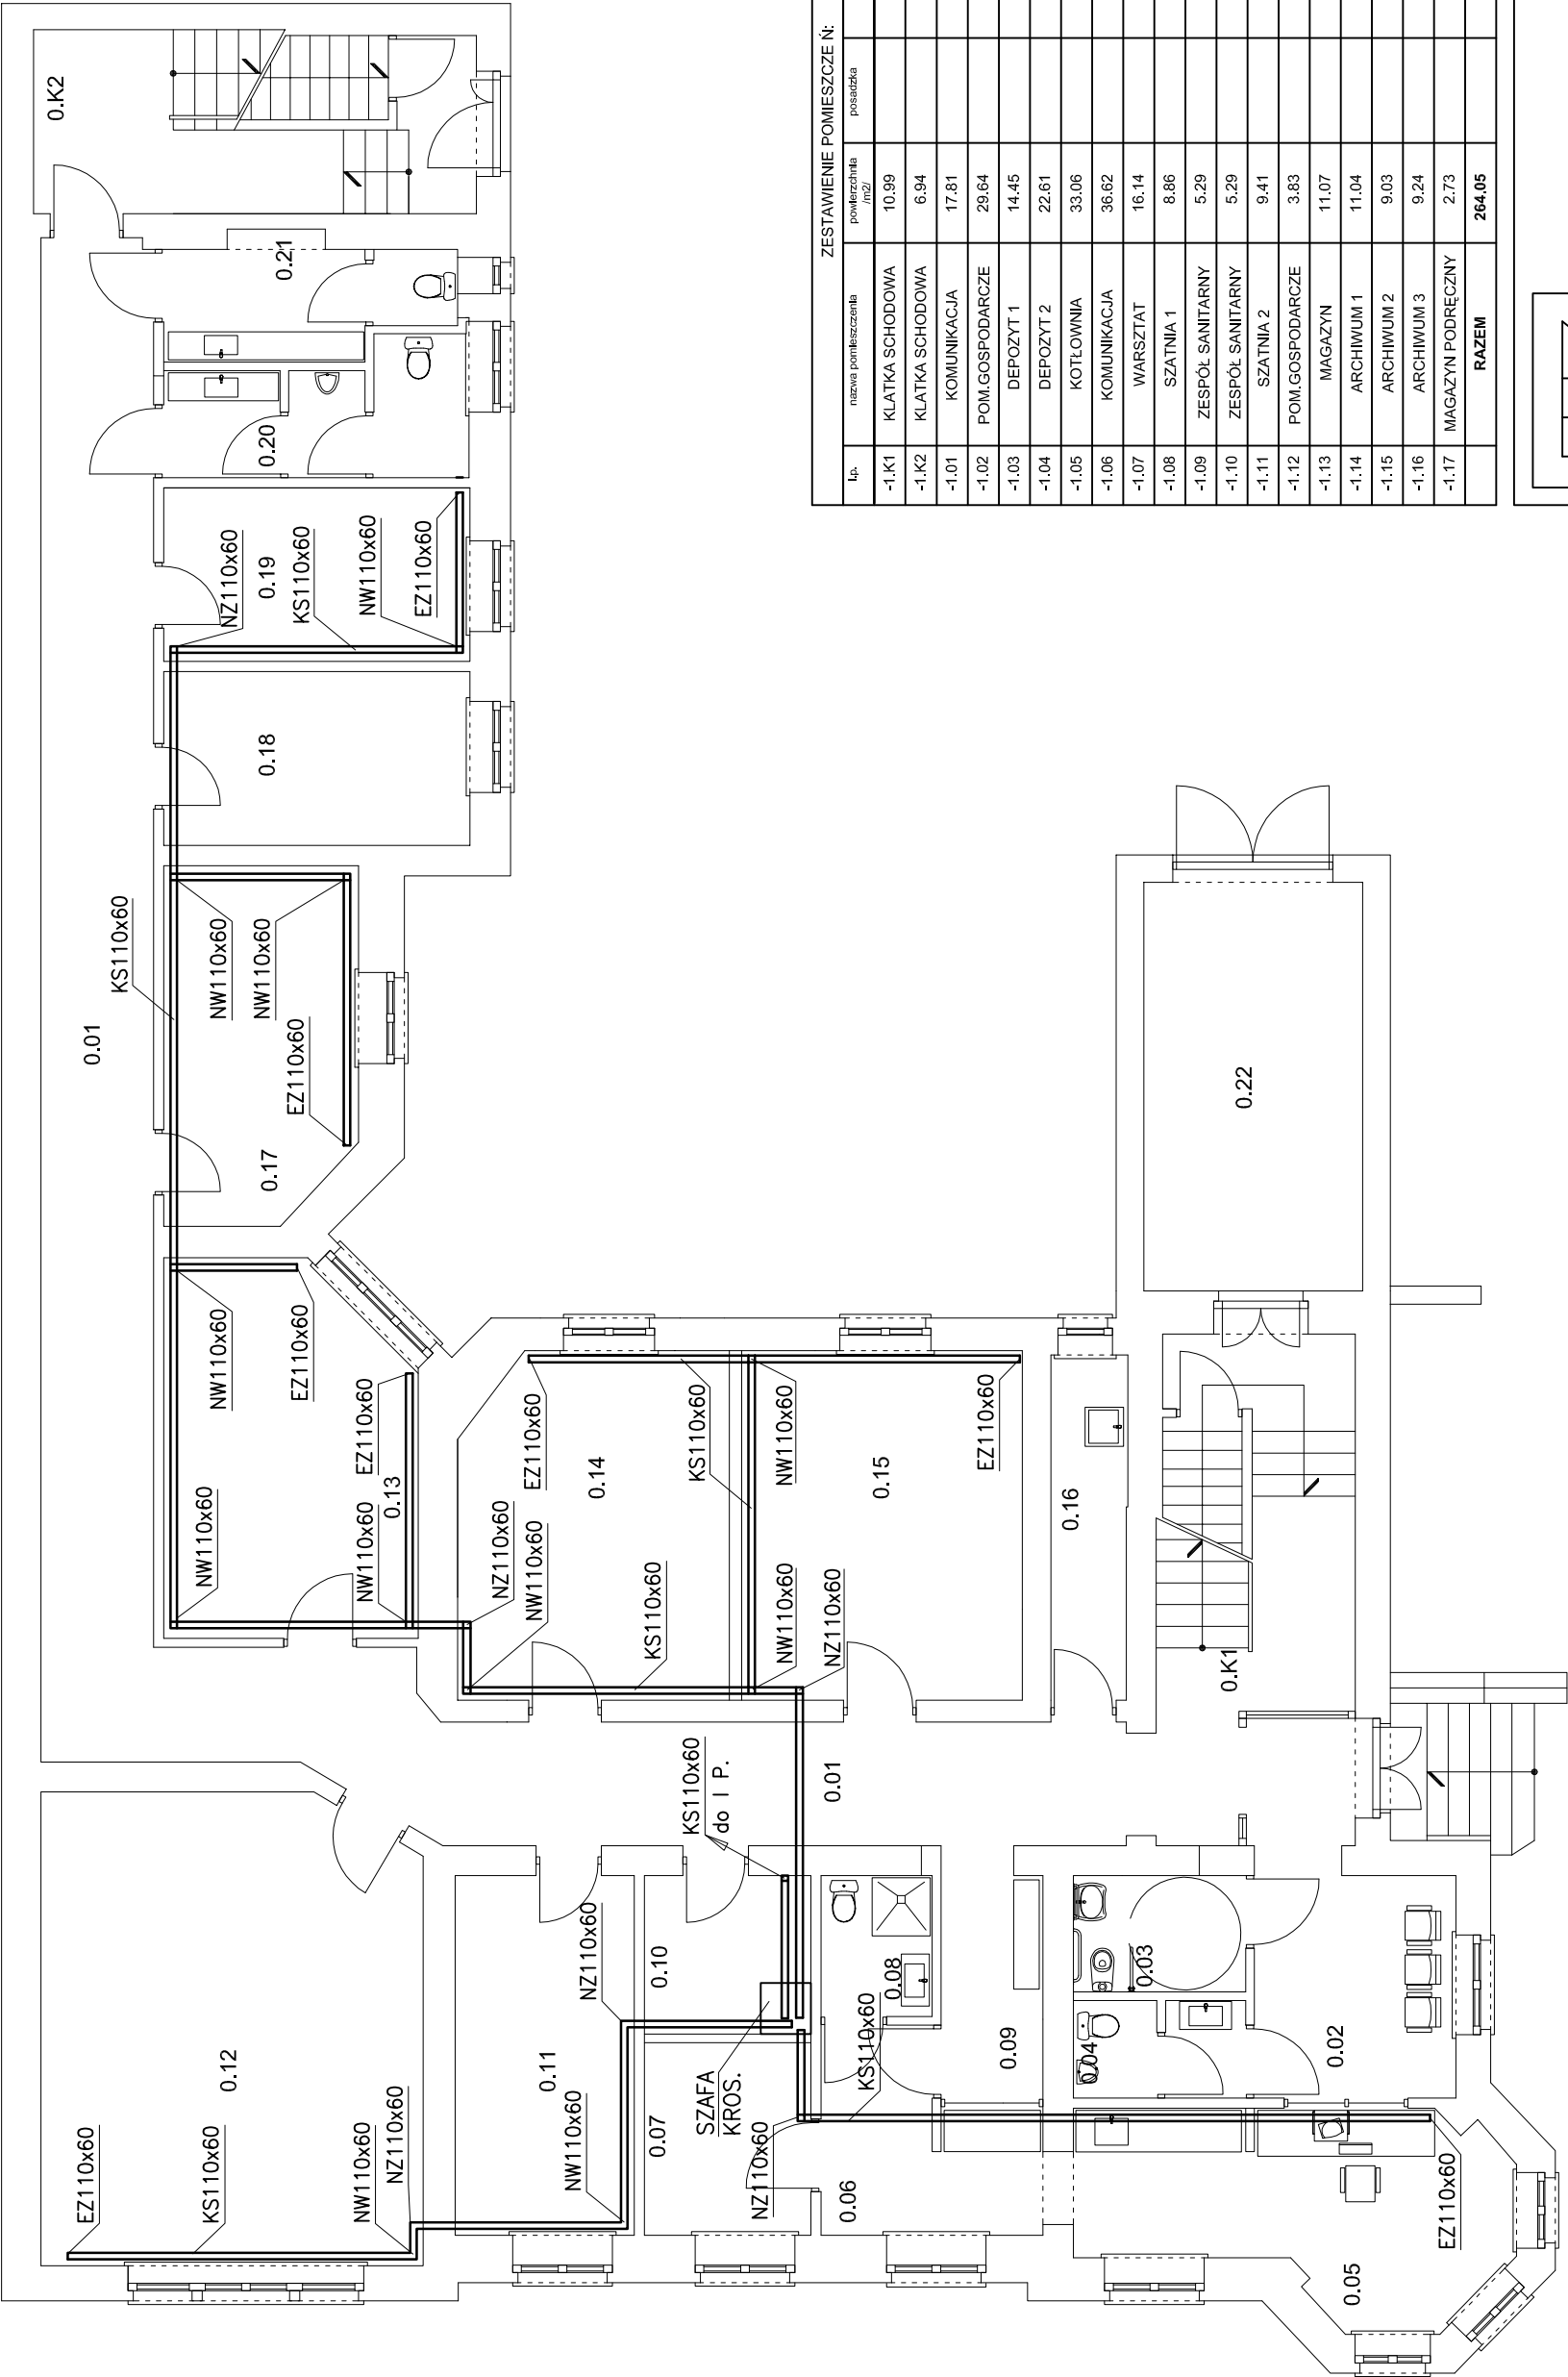 0.K2
0.21
0.20
NZ110x60
0.19
KS110x60
NW110x60
EZ110x60
0.18
KS110x60
0.01
NW110x60
NW110x60
EZ110x60
0.17
NW110x60
EZ110x60
NW110x60
EZ110x60
0.13
NW110x60
EZ110x60
0.14
KS110x60
NZ110x60
NW110x60
KS110x60
NW110x60
EZ110x60
0.15
NW110x60
NZ110x60
0.16
0.22
0.K1
KS110x60
do I P.
0.01
0.12
EZ110x60
KS110x60
NW110x60
NZ110x60
0.11
NZ110x60
NW110x60
0.10
0.07
SZAFA
KROS.
NZ110x60
0.08
KS110x60
0.09
0.06
0.03
0.04
0.02
0.05
EZ110x60
ZESTAWIENIE POMIESZCZE Ń:
l.p. nazwa pomieszczenia powierzchnia /m2/ posadzka
-1.K1 KLATKA SCHODOWA 10.99
-1.K2 KLATKA SCHODOWA 6.94
-1.01 KOMUNIKACJA 17.81
-1.02 POM.GOSPODARCZE 29.64
-1.03 DEPOZYT 1 14.45
-1.04 DEPOZYT 2 22.61
-1.05 KOTŁOWNIA 33.06
-1.06 KOMUNIKACJA 36.62
-1.07 WARSZTAT 16.14
-1.08 SZATNIA 1 8.86
-1.09 ZESPÓŁ SANITARNY 5.29
-1.10 ZESPÓŁ SANITARNY 5.29
-1.11 SZATNIA 2 9.41
-1.12 POM.GOSPODARCZE 3.83
-1.13 MAGAZYN 11.07
-1.14 ARCHIWUM 1 11.04
-1.15 ARCHIWUM 2 9.03
-1.16 ARCHIWUM 3 9.24
-1.17 MAGAZYN PODRĘCZNY 2.73
RAZEM 264.05